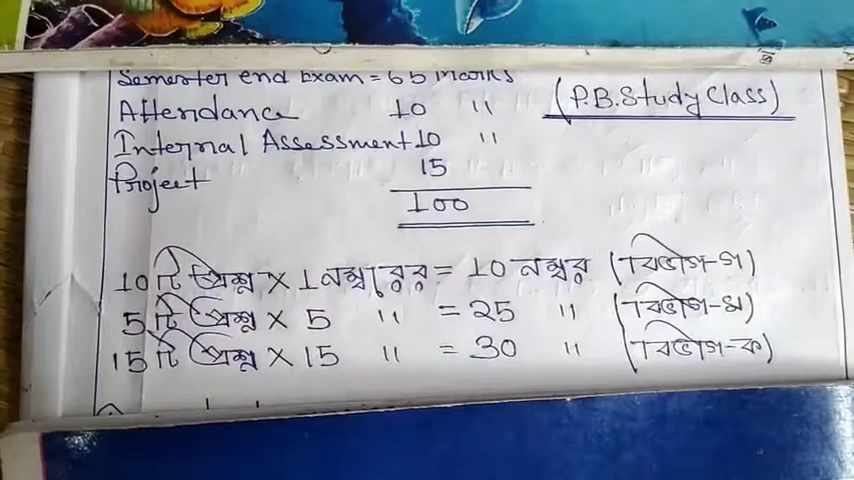 Semester end Exam = 65 Marks
Attendance 10 " (P.B. Study Class)
Internal Assessment 10 "
Project 15
100
10টি প্রশ্ন × 1 নম্বরের = 10 নম্বর (বিভাগ-গ)
5টি প্রশ্ন × 5 " = 25 " (বিভাগ-খ)
15টি প্রশ্ন × 15 " = 30 " (বিভাগ-ক)